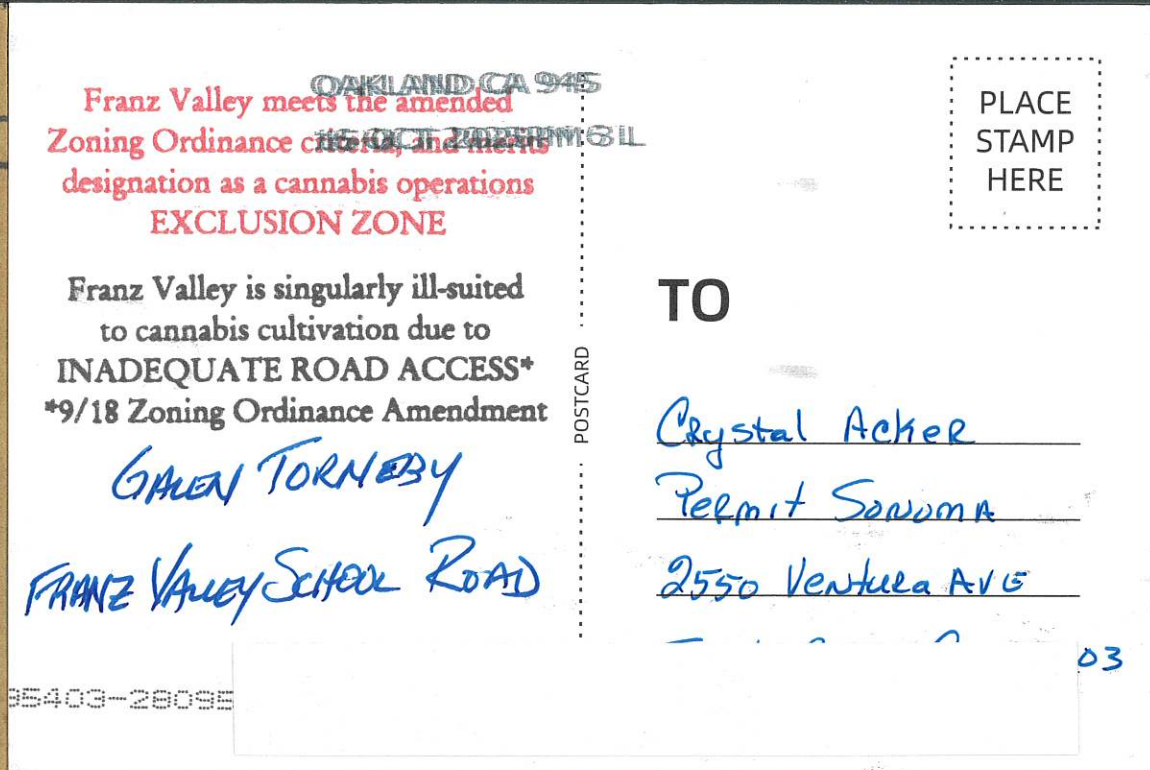 OAKLAND CA 945
Franz Valley meets the amended
Zoning Ordinance criteria, and merits
designation as a cannabis operations
EXCLUSION ZONE
Franz Valley is singularly ill-suited
to cannabis cultivation due to
INADEQUATE ROAD ACCESS*
*9/18 Zoning Ordinance Amendment
GALEN TORNEBY
FRANZ VALLEY SCHOOL ROAD
95403-28095
POSTCARD
PLACE
STAMP
HERE
TO
Crystal Acker
Permit Sonoma
2550 Ventura Ave
03